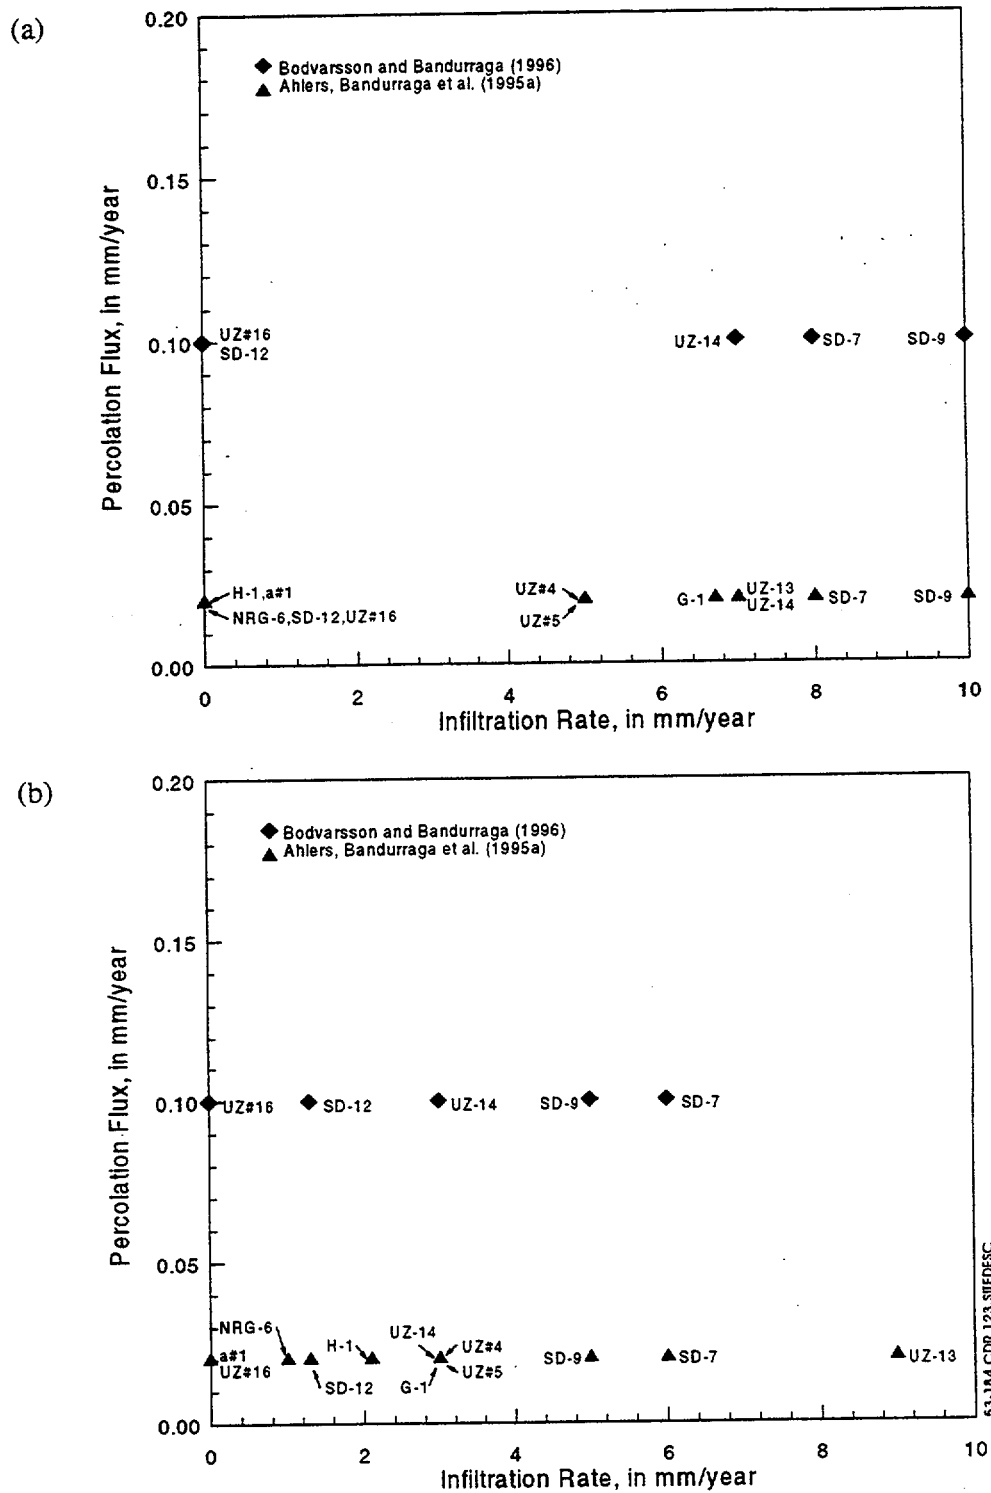 (a)
0.20
Bodvarsson and Bandurraga (1996)
Ahlers, Bandurraga et al. (1995a)
0.15
Percolation Flux, in mm/year
0.10
UZ#16
SD-12
UZ-14
SD-7
SD-9
0.05
H-1,a#1
NRG-6,SD-12,UZ#16
UZ#4
UZ#5
G-1
UZ-13
UZ-14
SD-7
SD-9
0.00
0 2 4 6 8 10
Infiltration Rate, in mm/year
(b)
0.20
Bodvarsson and Bandurraga (1996)
Ahlers, Bandurraga et al. (1995a)
0.15
Percolation Flux, in mm/year
0.10
UZ#16
SD-12
UZ-14
SD-9
SD-7
0.05
NRG-6
a#1
UZ#16
SD-12
H-1
UZ-14
UZ#4
UZ#5
G-1
SD-9
SD-7
UZ-13
0.00
0 2 4 6 8 10
Infiltration Rate, in mm/year
63-184.CDR.123.SITEDESC